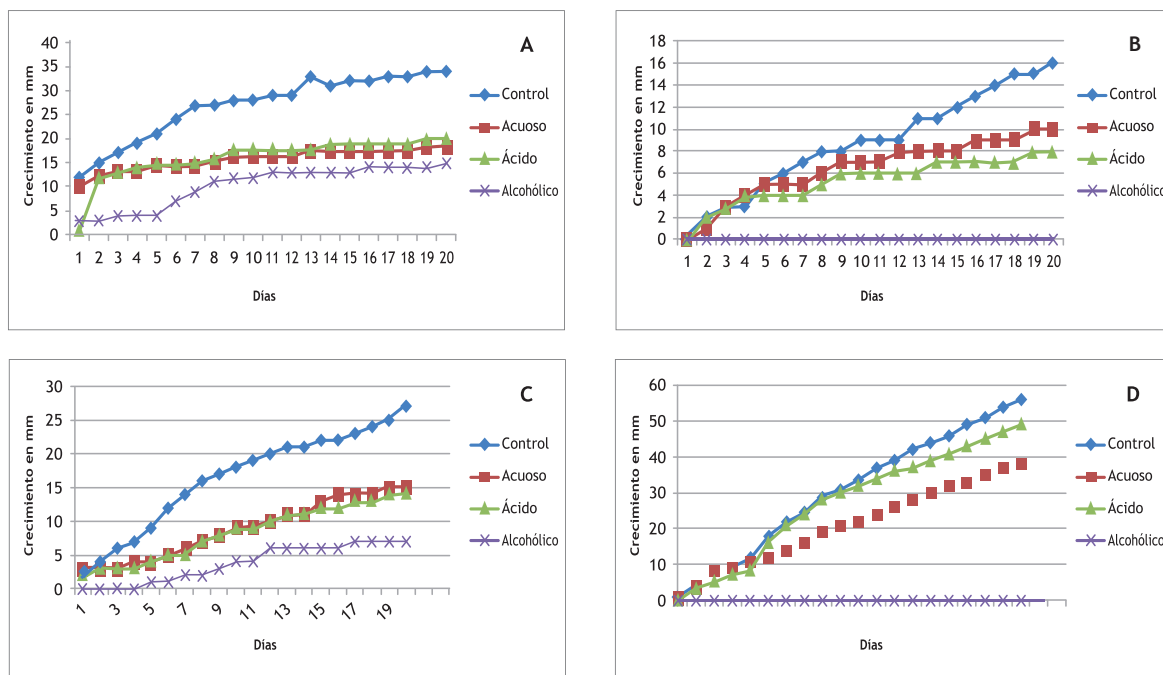 A
Crecimiento en mm
40
35
30
25
20
15
10
5
0
1 2 3 4 5 6 7 8 9 10 11 12 13 14 15 16 17 18 19 20
Días
Control
Acuoso
Ácido
Alcohólico
B
Crecimiento en mm
18
16
14
12
10
8
6
4
2
0
1 2 3 4 5 6 7 8 9 10 11 12 13 14 15 16 17 18 19 20
Días
Control
Acuoso
Ácido
Alcohólico
C
Crecimiento en mm
30
25
20
15
10
5
0
1 3 5 7 9 11 13 15 17 19
Días
Control
Acuoso
Ácido
Alcohólico
D
Crecimiento en mm
60
50
40
30
20
10
0
Días
Control
Acuoso
Ácido
Alcohólico